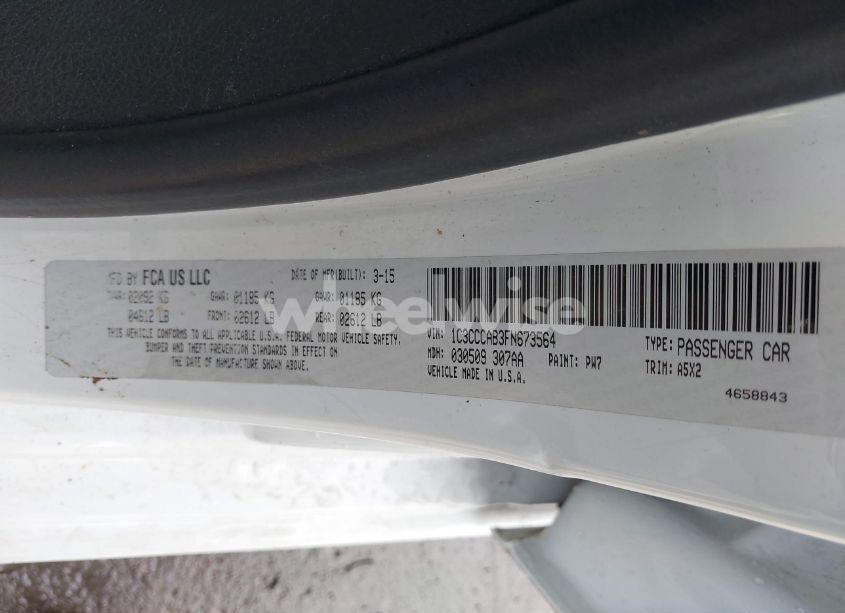 MFD BY FCA US LLC DATE OF MFR(BUILT): 3-15
GVWR: 02092 KG GAWR: 01185 KG GAWR: 01185 KG
04612 LB FRONT: 02612 LB REAR: 02612 LB
THIS VEHICLE CONFORMS TO ALL APPLICABLE U.S.A. FEDERAL MOTOR VEHICLE SAFETY,
BUMPER AND THEFT PREVENTION STANDARDS IN EFFECT ON
THE DATE OF MANUFACTURE SHOWN ABOVE.
VIN: 1C3CCCAB3FN673564 TYPE: PASSENGER CAR
MDH: 030509 307AA PAINT: PW7 TRIM: A5X2
VEHICLE MADE IN U.S.A.
4658843
wheelwise